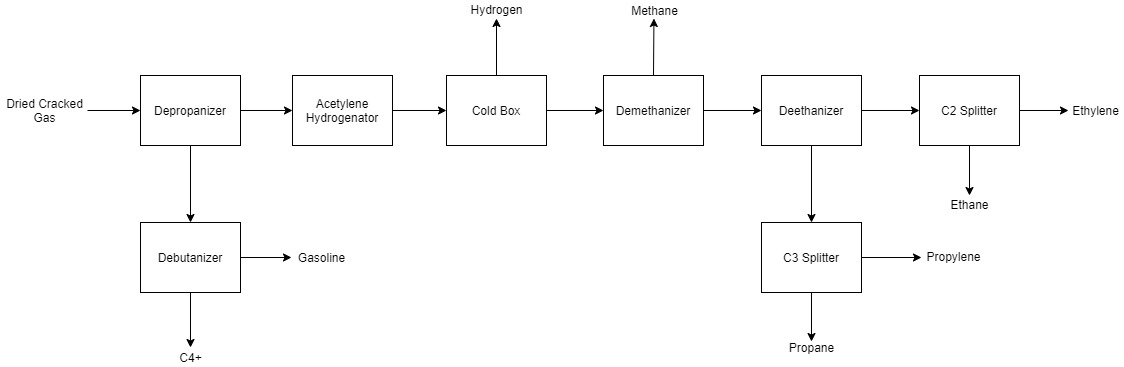 Hydrogen
Methane
Dried Cracked
Gas
Depropanizer
Acetylene
Hydrogenator
Cold Box
Demethanizer
Deethanizer
C2 Splitter
Ethylene
Ethane
Debutanizer
Gasoline
C3 Splitter
Propylene
Propane
C4+